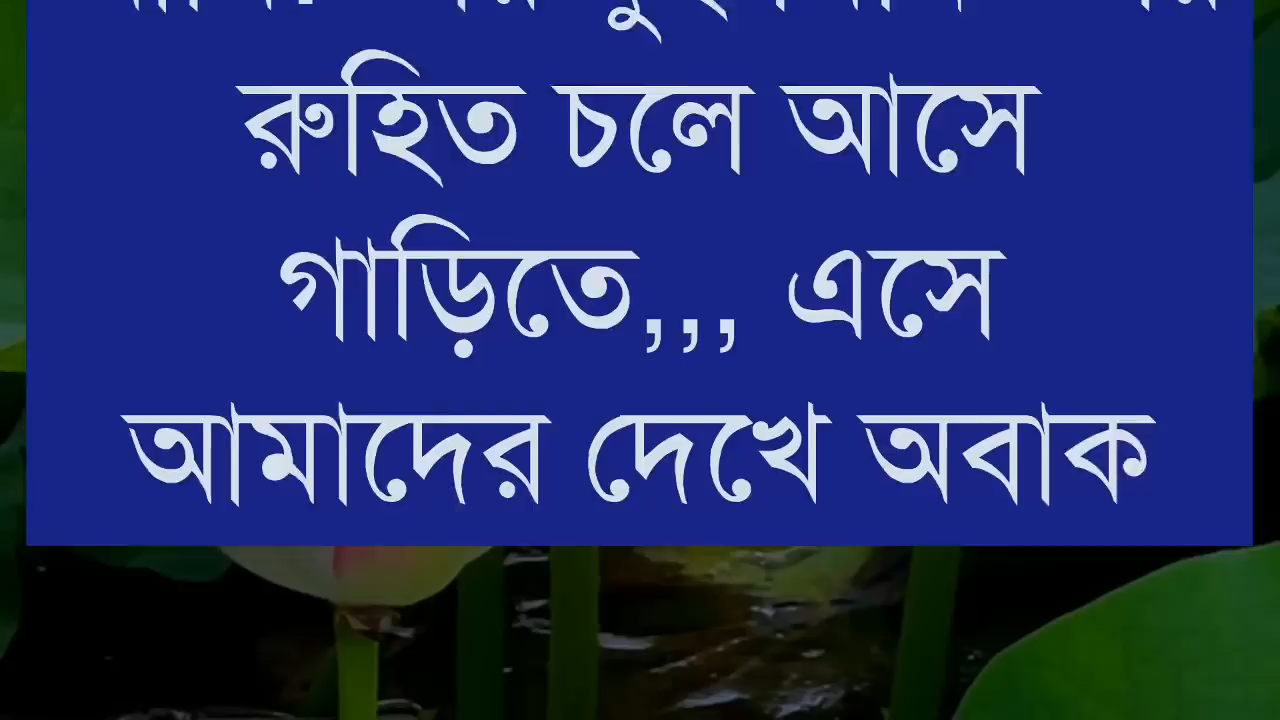 রুহিত চলে আসে
গাড়িতে,,, এসে
আমাদের দেখে অবাক